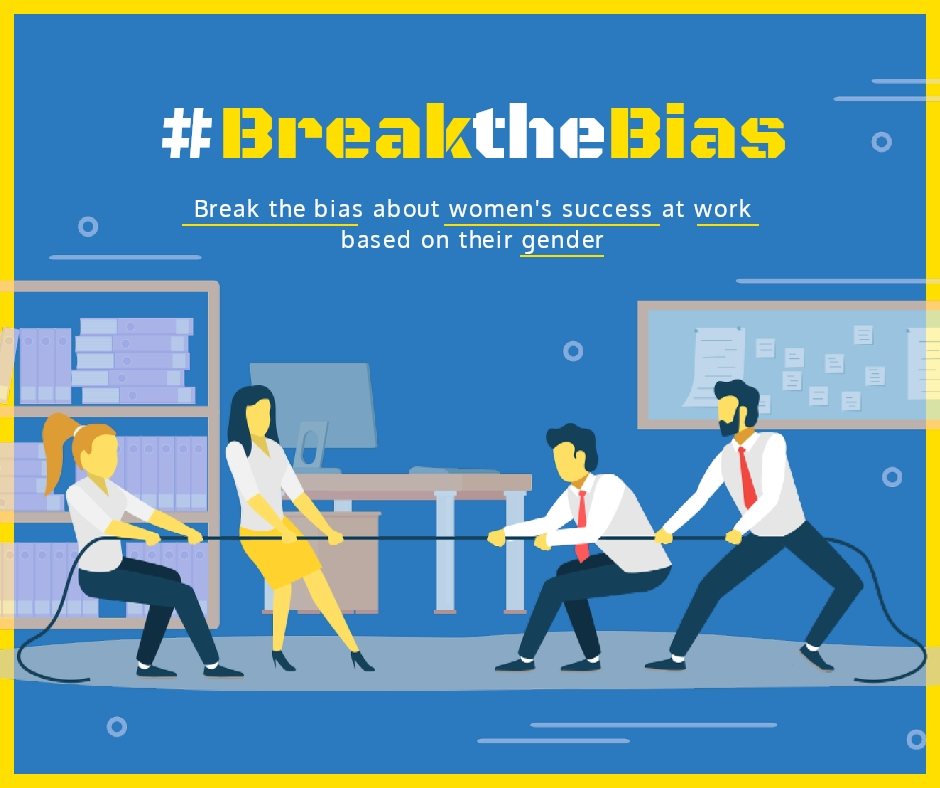 #BreaktheBias
Break the bias about women's success at work
based on their gender